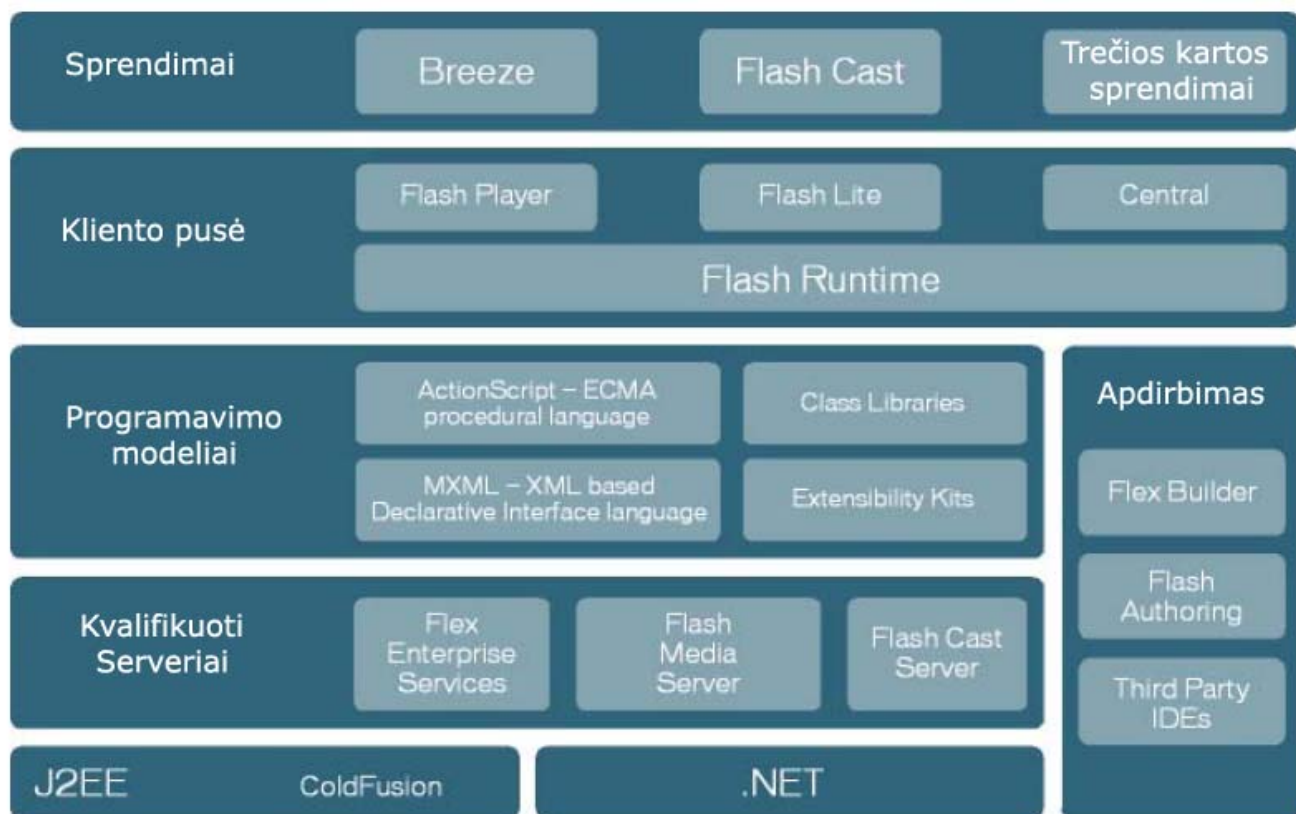 Sprendimai
Breeze
Flash Cast
Trečios kartos
sprendimai
Kliento pusė
Flash Player
Flash Lite
Central
Flash Runtime
Programavimo
modeliai
ActionScript – ECMA
procedural language
Class Libraries
MXML – XML based
Declarative Interface language
Extensibility Kits
Apdirbimas
Flex Builder
Flash
Authoring
Third Party
IDEs
Kvalifikuoti
Serveriai
Flex
Enterprise
Services
Flash
Media
Server
Flash Cast
Server
J2EE
ColdFusion
.NET